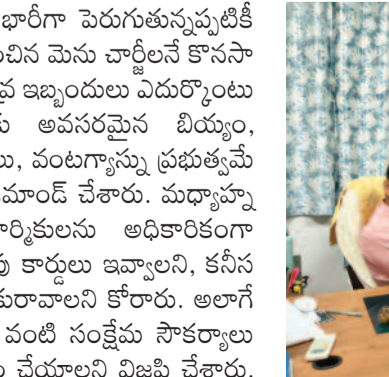 భారీగా పెరుగుతున్నప్పటికీ
చిన మెను చార్జీలనే కొనసా
వ్ర ఇబ్బందులు ఎదుర్కొంటు
అవసరమైన బియ్యం,
లు, వంటగ్యాస్ను ప్రభుత్వమే
మాండ్ చేశారు. మధ్యాహ్న
ార్మికులను అధికారికంగా
పు కార్డులు ఇవ్వాలని, కనీస
కురావాలని కోరారు. అలాగే
వంటి సంక్షేమ సౌకర్యాలు
చేయాలని విజ్ఞప్తి చేశారు.